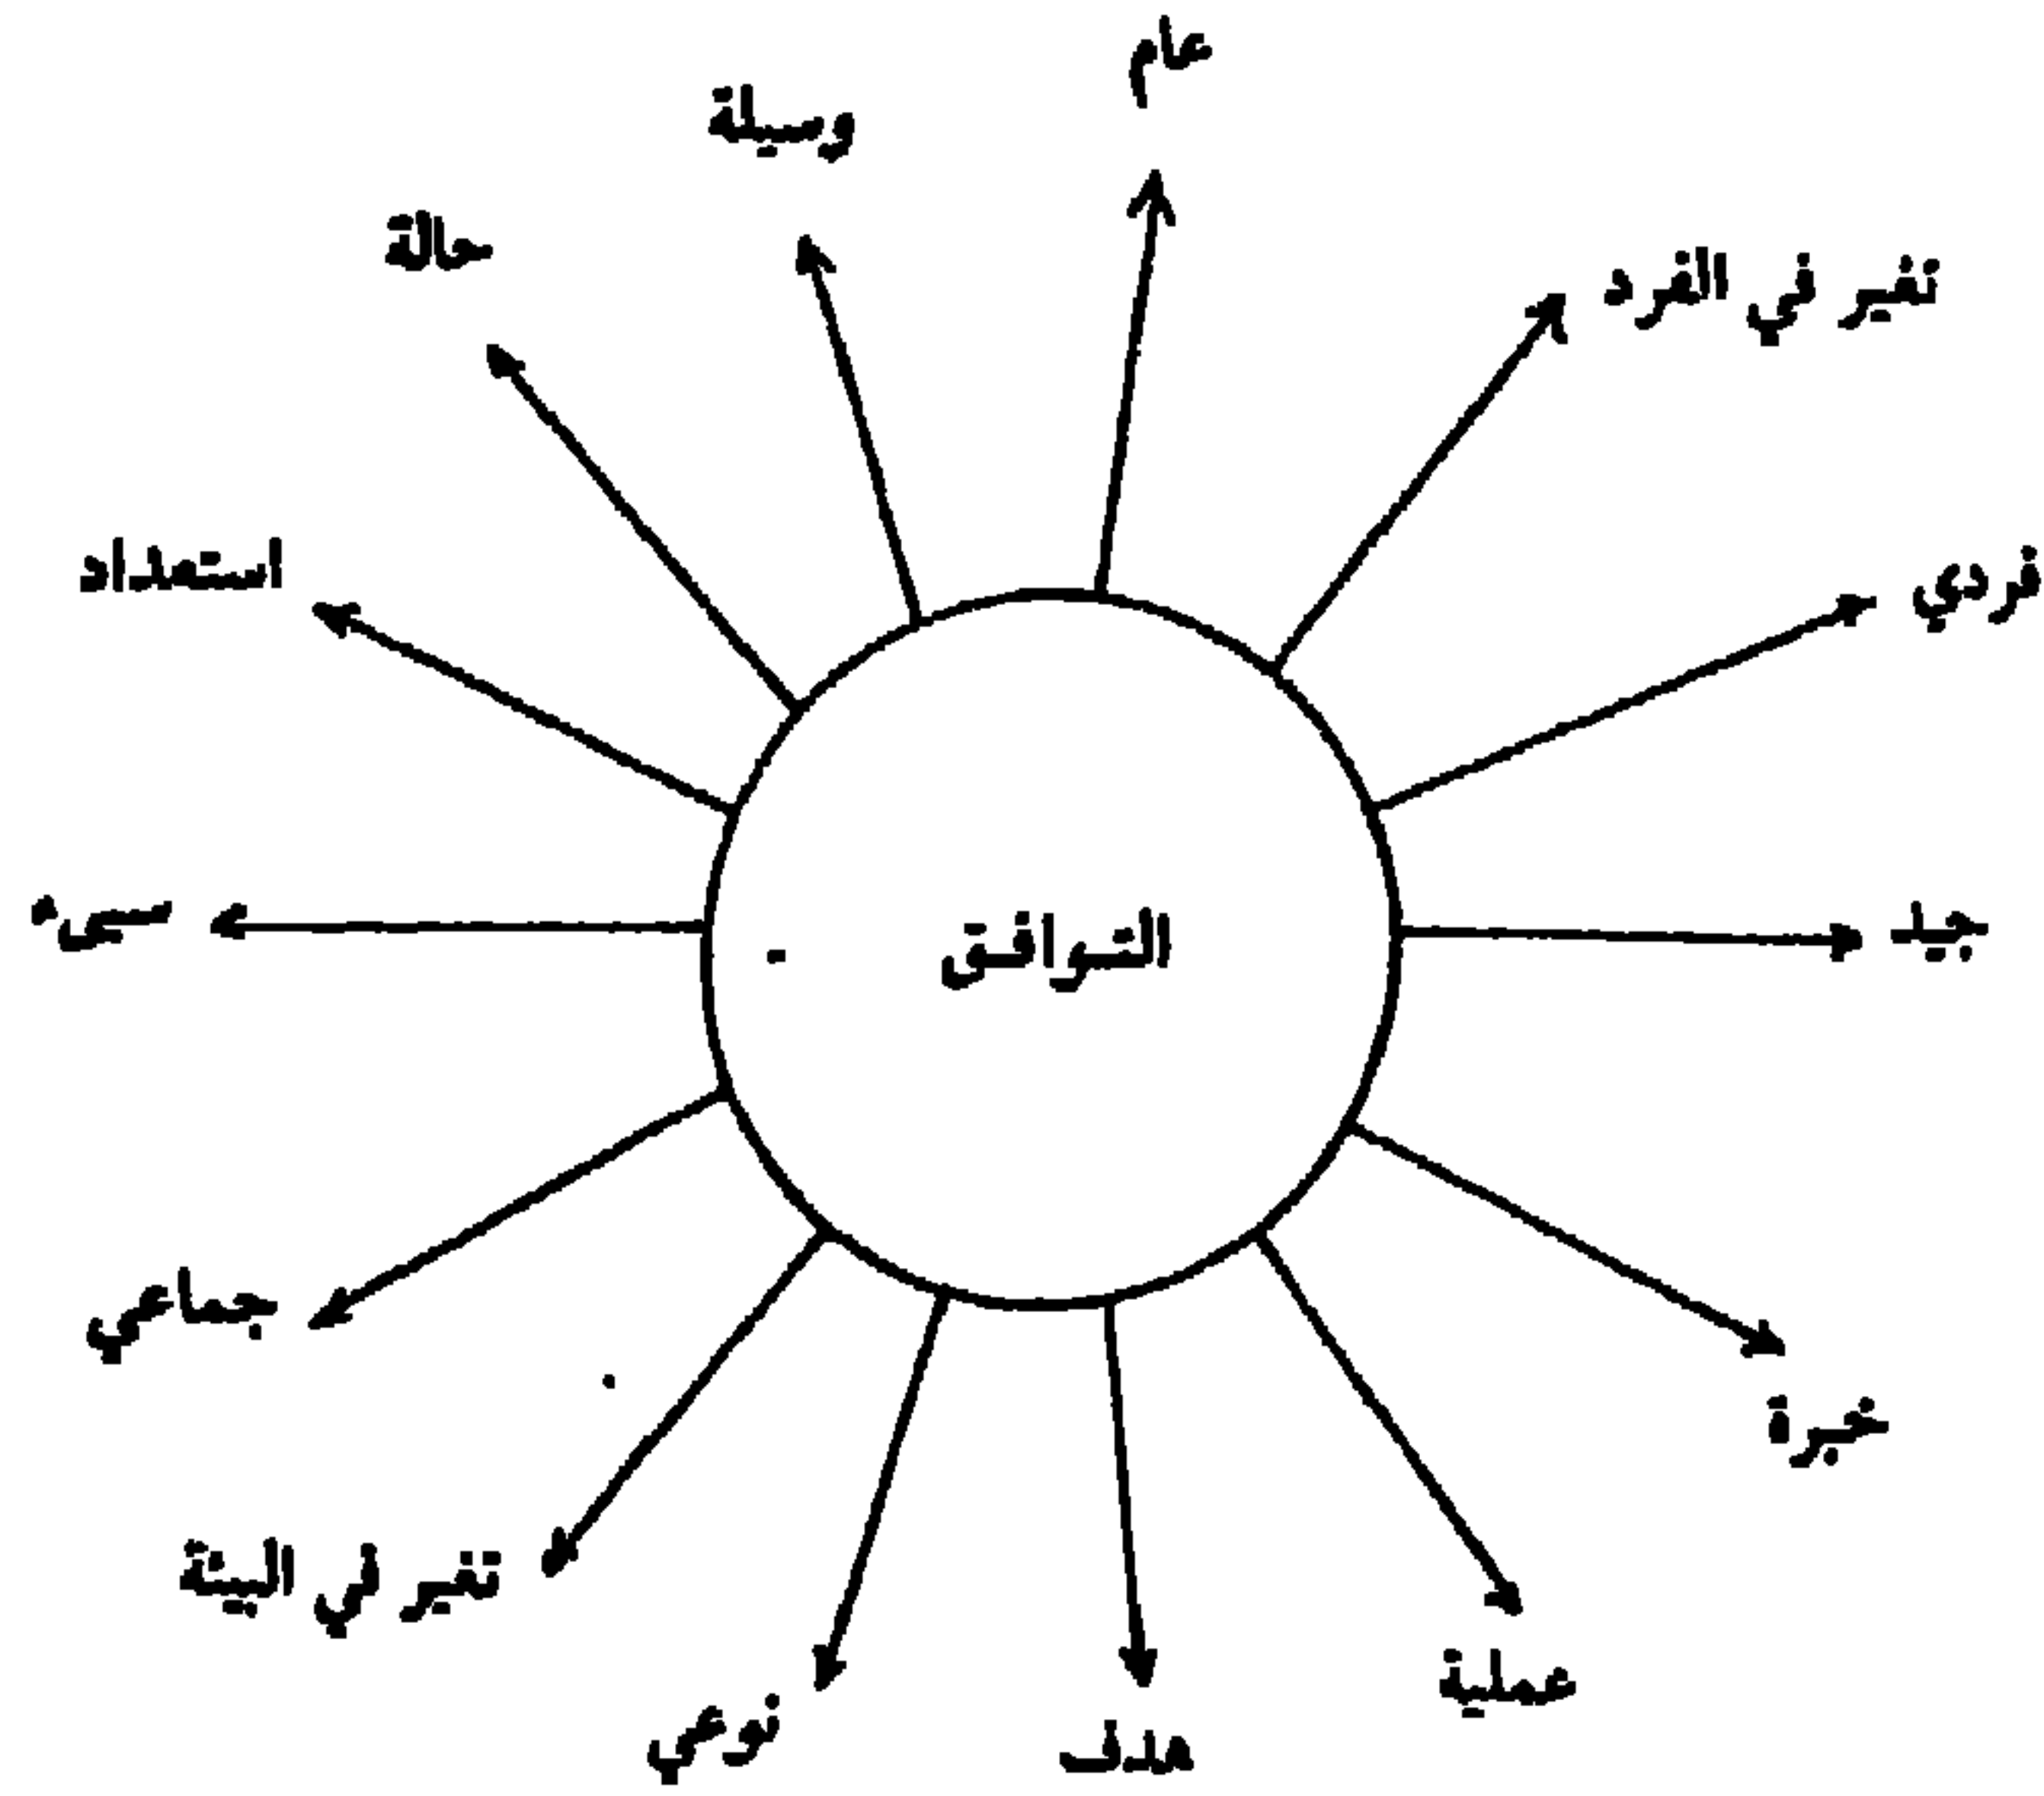 عام
وسيلة
حالة
تغير في الفرد
استعداد
فردي
التوافق
سيء
جيد
جماعي
خبرة
تغير في البيئة
عملية
نوعي
هدف